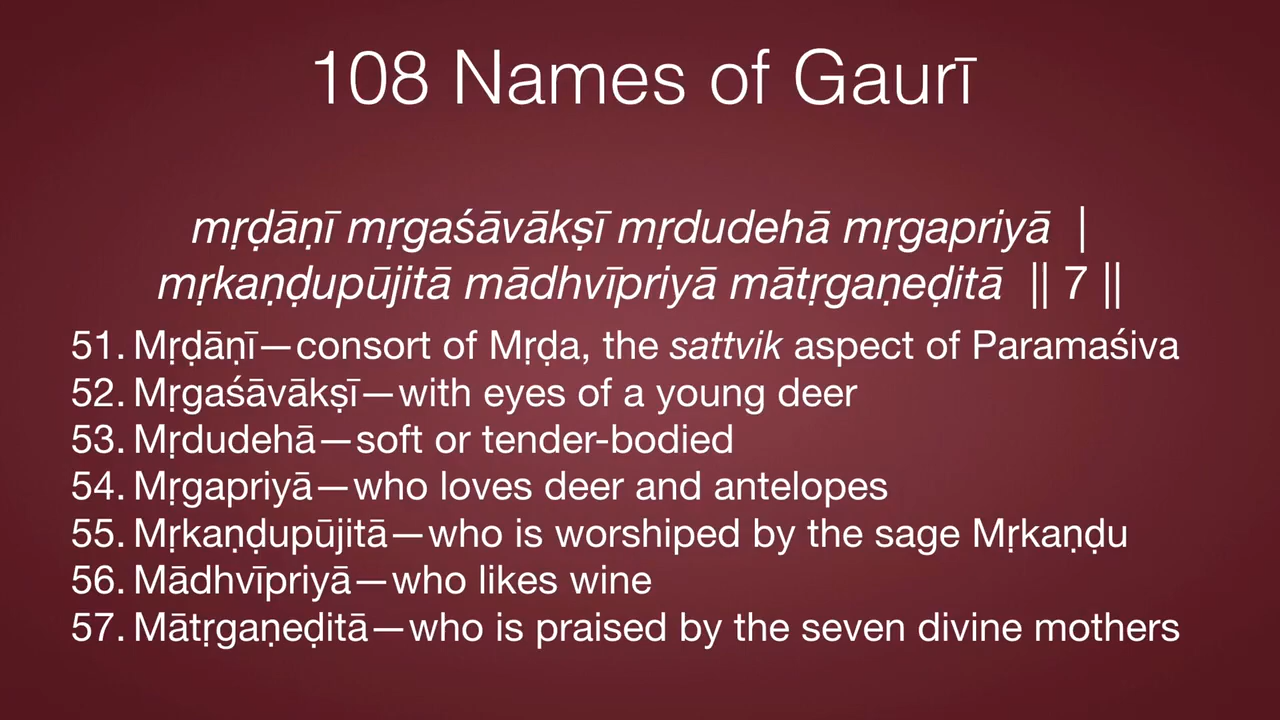 108 Names of Gaurī
mṛḍāṇī mṛgaśāvākṣī mṛdudehā mṛgapriyā |
mṛkaṇḍupūjitā mādhvīpriyā mātṛgaṇeḍitā || 7 ||
51. Mṛḍāṇī—consort of Mṛḍa, the sattvik aspect of Paramaśiva
52. Mṛgaśāvākṣī—with eyes of a young deer
53. Mṛdudehā—soft or tender-bodied
54. Mṛgapriyā—who loves deer and antelopes
55. Mṛkaṇḍupūjitā—who is worshiped by the sage Mṛkaṇḍu
56. Mādhvīpriyā—who likes wine
57. Mātṛgaṇeḍitā—who is praised by the seven divine mothers